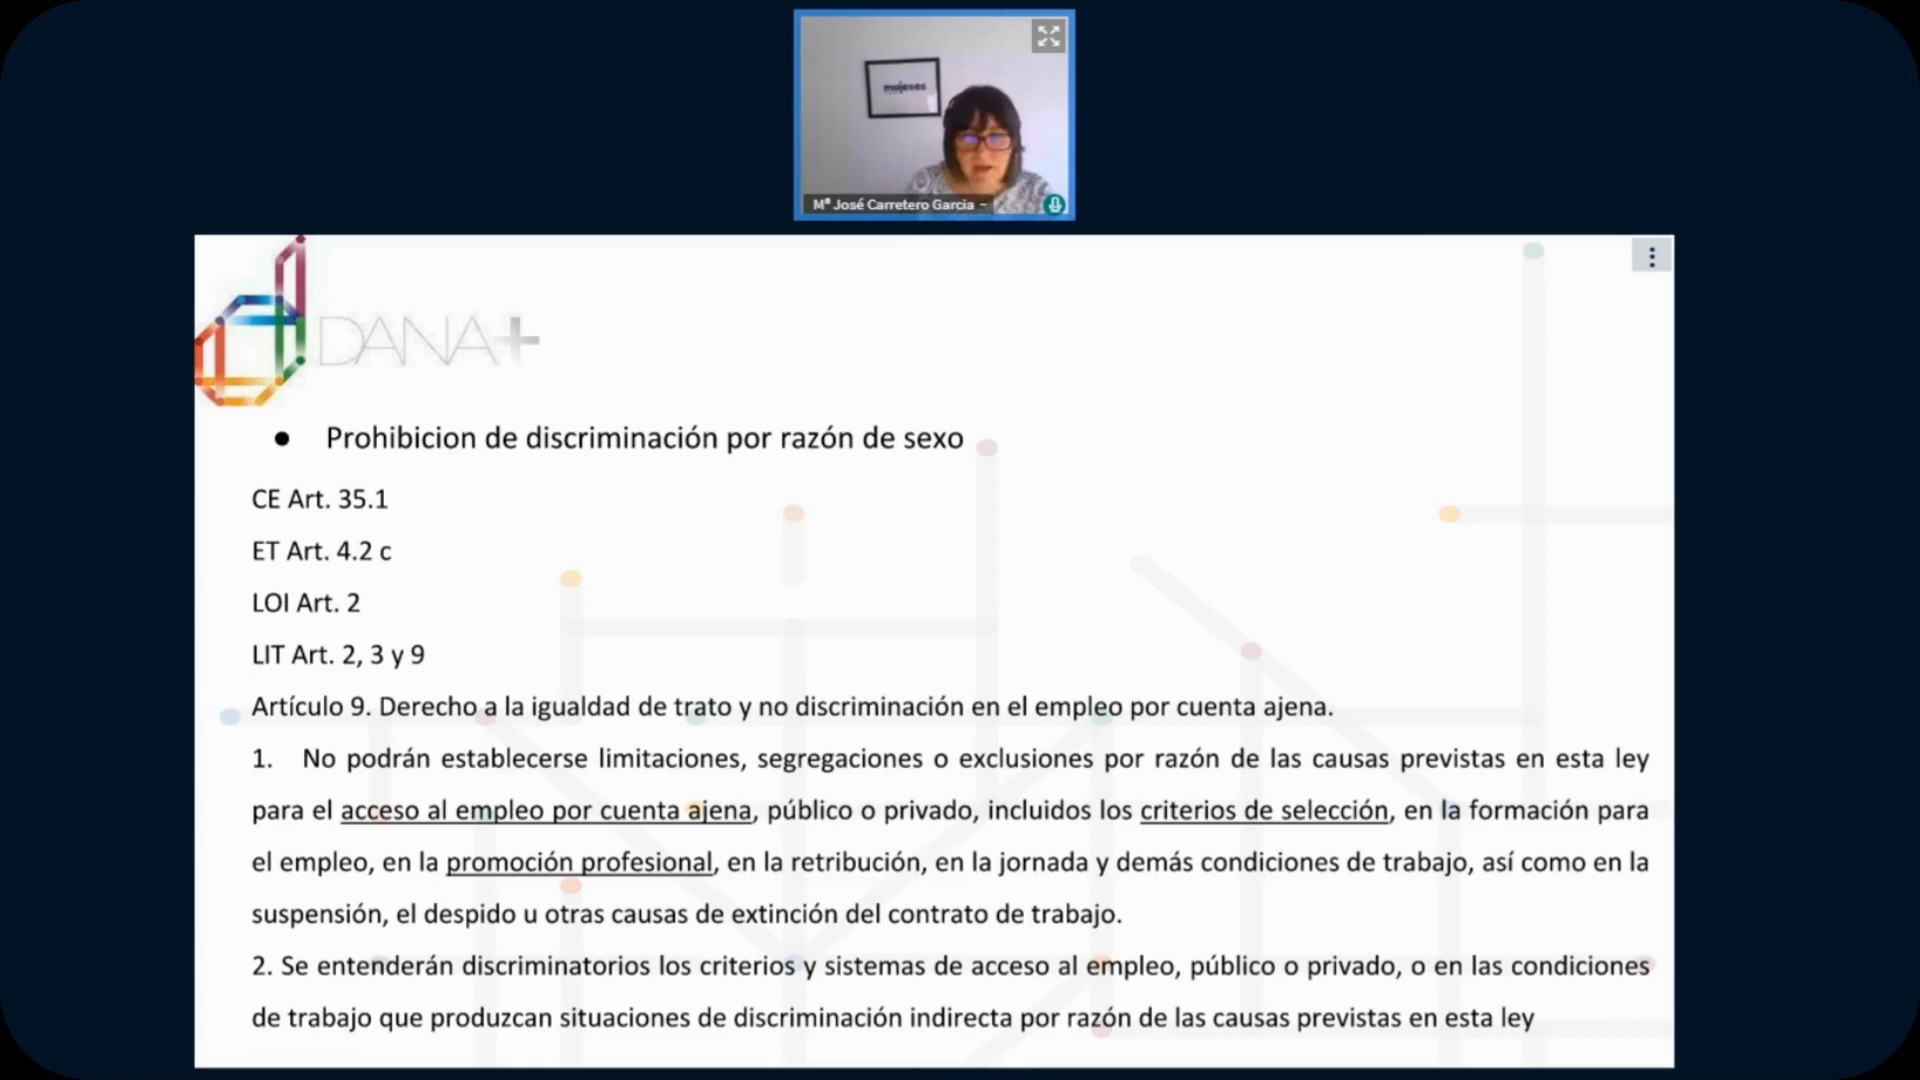 mujeres
Mª José Carretero Garcia
DANA+
● Prohibicion de discriminación por razón de sexo
CE Art. 35.1
ET Art. 4.2 c
LOI Art. 2
LIT Art. 2, 3 y 9
Artículo 9. Derecho a la igualdad de trato y no discriminación en el empleo por cuenta ajena.
1. No podrán establecerse limitaciones, segregaciones o exclusiones por razón de las causas previstas en esta ley
para el acceso al empleo por cuenta ajena, público o privado, incluidos los criterios de selección, en la formación para
el empleo, en la promoción profesional, en la retribución, en la jornada y demás condiciones de trabajo, así como en la
suspensión, el despido u otras causas de extinción del contrato de trabajo.
2. Se entenderán discriminatorios los criterios y sistemas de acceso al empleo, público o privado, o en las condiciones
de trabajo que produzcan situaciones de discriminación indirecta por razón de las causas previstas en esta ley